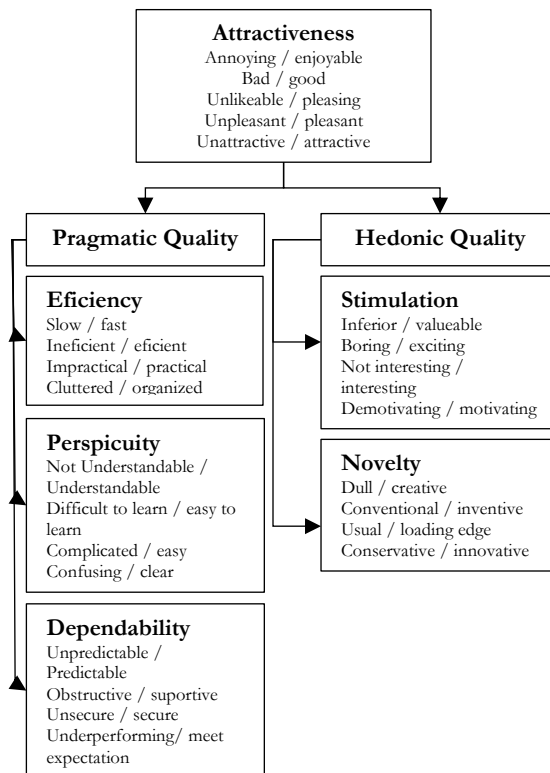 Attractiveness
Annoying / enjoyable
Bad / good
Unlikeable / pleasing
Unpleasant / pleasant
Unattractive / attractive
Pragmatic Quality
Eficiency
Slow / fast
Ineficient / eficient
Impractical / practical
Cluttered / organized
Perspicuity
Not Understandable /
Understandable
Difficult to learn / easy to
learn
Complicated / easy
Confusing / clear
Dependability
Unpredictable /
Predictable
Obstructive / suportive
Unsecure / secure
Underperforming/ meet
expectation
Hedonic Quality
Stimulation
Inferior / valueable
Boring / exciting
Not interesting /
interesting
Demotivating / motivating
Novelty
Dull / creative
Conventional / inventive
Usual / loading edge
Conservative / innovative